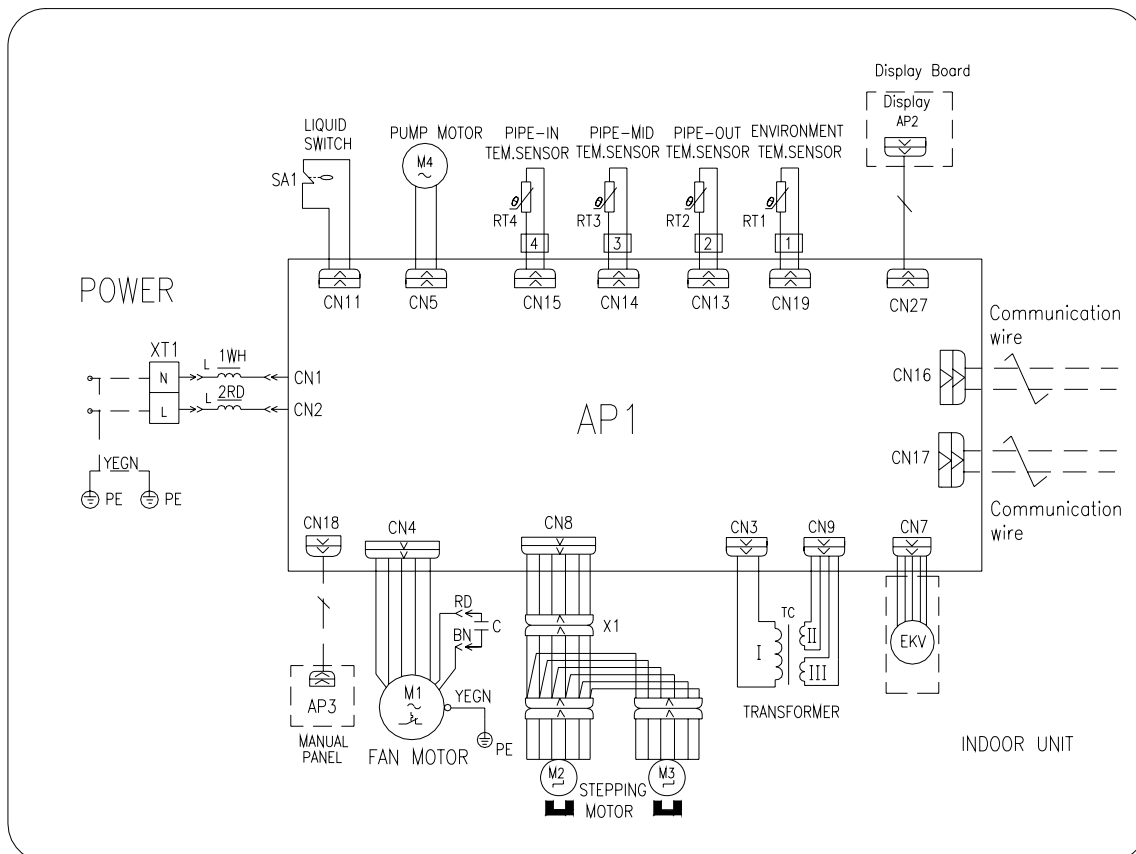 Display Board
Display
AP2
LIQUID
SWITCH
SA1
PUMP MOTOR
M4
PIPE-IN
TEM.SENSOR
RT4
4
PIPE-MID
TEM.SENSOR
RT3
3
PIPE-OUT
TEM.SENSOR
RT2
2
ENVIRONMENT
TEM.SENSOR
RT1
1
CN11
CN5
CN15
CN14
CN13
CN19
CN27
POWER
XT1
N
L
L
1WH
L
2RD
CN1
CN2
YEGN
PE
PE
AP1
CN16
Communication
wire
CN17
Communication
wire
CN18
CN4
CN8
CN3
CN9
CN7
RD
BN
C
X1
TC
I
II
III
TRANSFORMER
EKV
AP3
MANUAL
PANEL
M1
YEGN
PE
FAN MOTOR
M2
M3
STEPPING
MOTOR
INDOOR UNIT